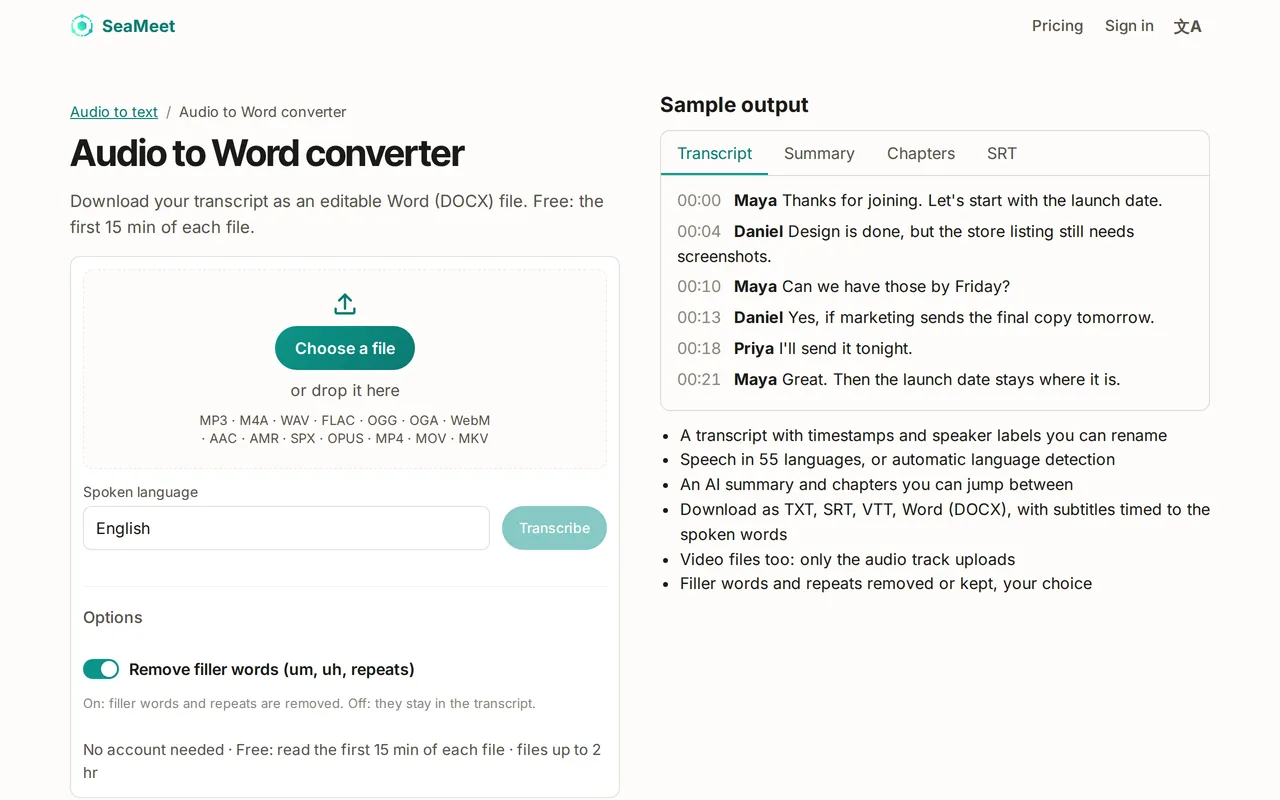 SeaMeet
Pricing
Sign in
文A
Audio to text / Audio to Word converter
Audio to Word converter
Download your transcript as an editable Word (DOCX) file. Free: the
first 15 min of each file.
Choose a file
or drop it here
MP3 · M4A · WAV · FLAC · OGG · OGA · WebM
· AAC · AMR · SPX · OPUS · MP4 · MOV · MKV
Spoken language
English
Transcribe
Options
Remove filler words (um, uh, repeats)
On: filler words and repeats are removed. Off: they stay in the transcript.
No account needed · Free: read the first 15 min of each file · files up to 2
hr
Sample output
Transcript
Summary
Chapters
SRT
00:00 Maya Thanks for joining. Let's start with the launch date.
00:04 Daniel Design is done, but the store listing still needs
screenshots.
00:10 Maya Can we have those by Friday?
00:13 Daniel Yes, if marketing sends the final copy tomorrow.
00:18 Priya I'll send it tonight.
00:21 Maya Great. Then the launch date stays where it is.
• A transcript with timestamps and speaker labels you can rename
• Speech in 55 languages, or automatic language detection
• An AI summary and chapters you can jump between
• Download as TXT, SRT, VTT, Word (DOCX), with subtitles timed to the
spoken words
• Video files too: only the audio track uploads
• Filler words and repeats removed or kept, your choice